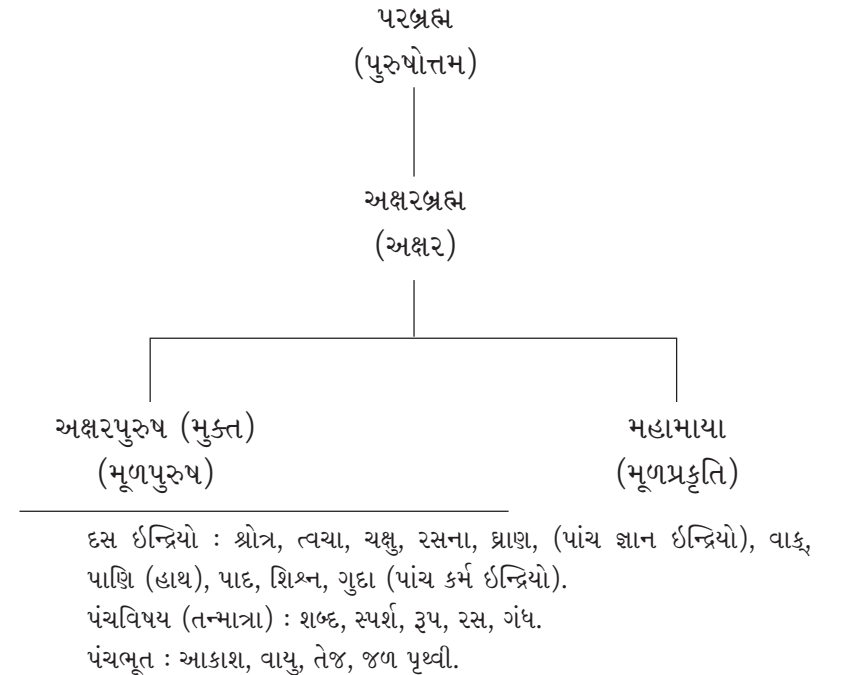 પરબ્રહ્મ
(પુરુષોત્તમ)
અક્ષરબ્રહ્મ
(અક્ષર)
અક્ષરપુરુષ (મુક્ત)
મહામાયા
(મૂળપુરુષ)
(મૂળપ્રકૃતિ)
દસ ઇન્દ્રિયો : શ્રોત્ર, ત્વચા, ચક્ષુ, રસના, ઘ્રાણ, (પાંચ જ્ઞાન ઇન્દ્રિયો), વાક્,
પાણિ (હાથ), પાદ, શિશ્ન, ગુદા (પાંચ કર્મ ઇન્દ્રિયો).
પંચવિષય (તન્માત્રા) : શબ્દ, સ્પર્શ, રૂપ, રસ, ગંધ.
પંચભૂત : આકાશ, વાયુ, તેજ, જળ પૃથ્વી.